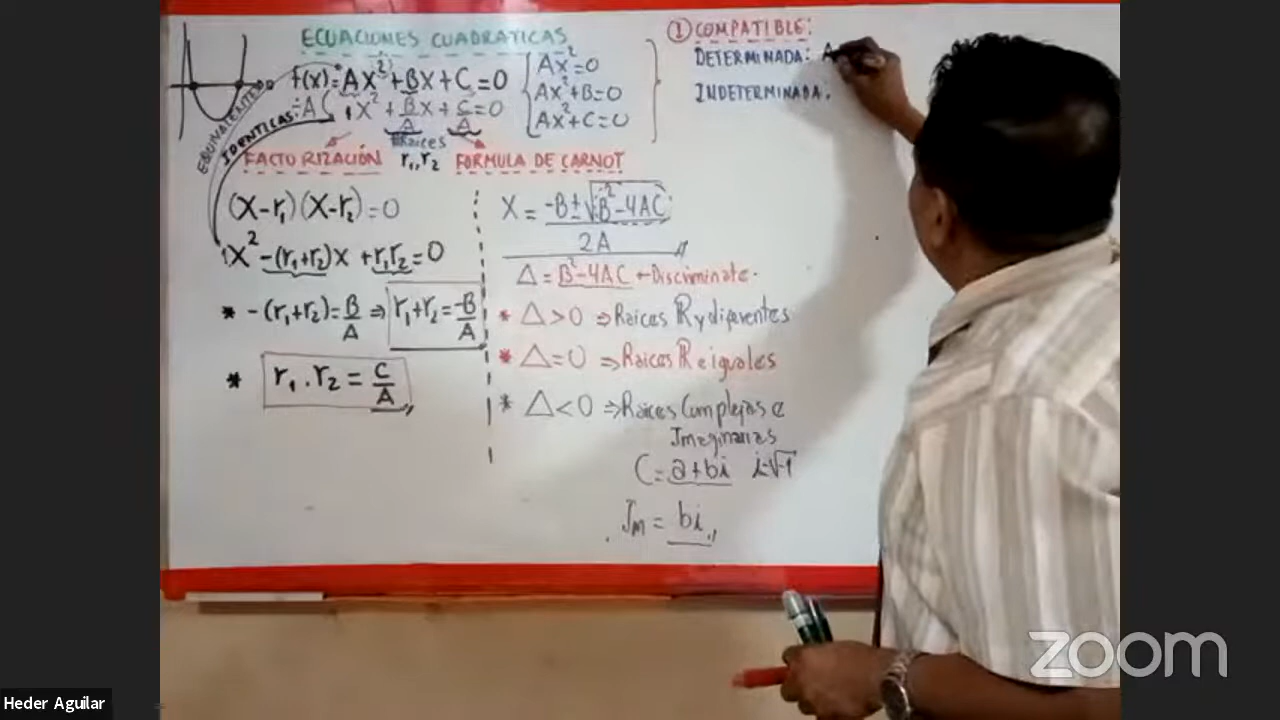 ECUACIONES CUADRATICAS
f(x) = Ax² + Bx + C = 0
= A( 1x² + B/A x + C/A = 0
Ax² = 0
Ax² + B = 0
Ax² + C = 0
EQUIVALENTES
IDENTICAS
Raices
FACTORIZACIÓN r₁, r₂ FORMULA DE CARNOT
(x-r₁)(x-r₂) = 0
1x² -(r₁+r₂)x + r₁r₂ = 0
* -(r₁+r₂) = B/A ⇒ r₁+r₂ = -B/A
* r₁ . r₂ = C/A
X = -B±√B²-4AC / 2A
Δ = B²-4AC ← Discriminate.
* Δ > 0 ⇒ Raices R y diferentes
* Δ = 0 ⇒ Raices R e iguales
* Δ < 0 ⇒ Raices Complejas e
Imaginarias
C = a + bi i=√-1
Im = bi
① COMPATIBLE:
DETERMINADA: A
INDETERMINADA.
zoom
Heder Aguilar